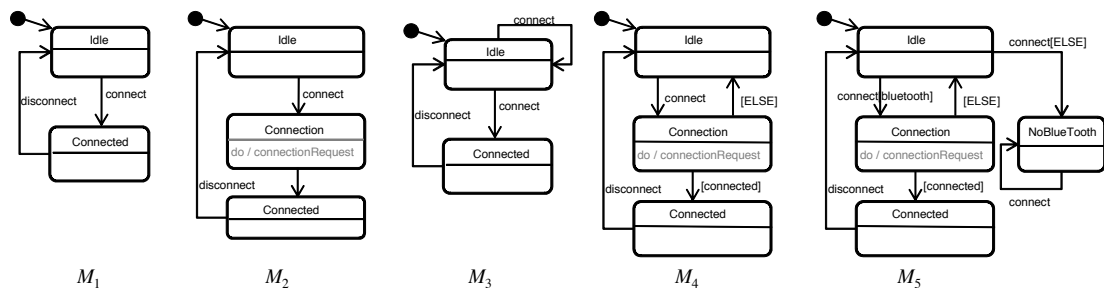 Idle
disconnect
connect
Connected
M1
Idle
connect
Connection
do / connectionRequest
disconnect
Connected
M2
connect
Idle
connect
disconnect
Connected
M3
Idle
connect
[ELSE]
Connection
do / connectionRequest
disconnect
[connected]
Connected
M4
Idle
connect[ELSE]
connect[bluetooth]
[ELSE]
Connection
do / connectionRequest
NoBlueTooth
disconnect
[connected]
connect
Connected
M5